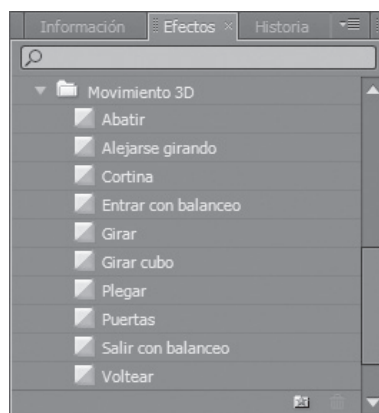 Información Efectos × Historia
Movimiento 3D
Abatir
Alejarse girando
Cortina
Entrar con balanceo
Girar
Girar cubo
Plegar
Puertas
Salir con balanceo
Voltear